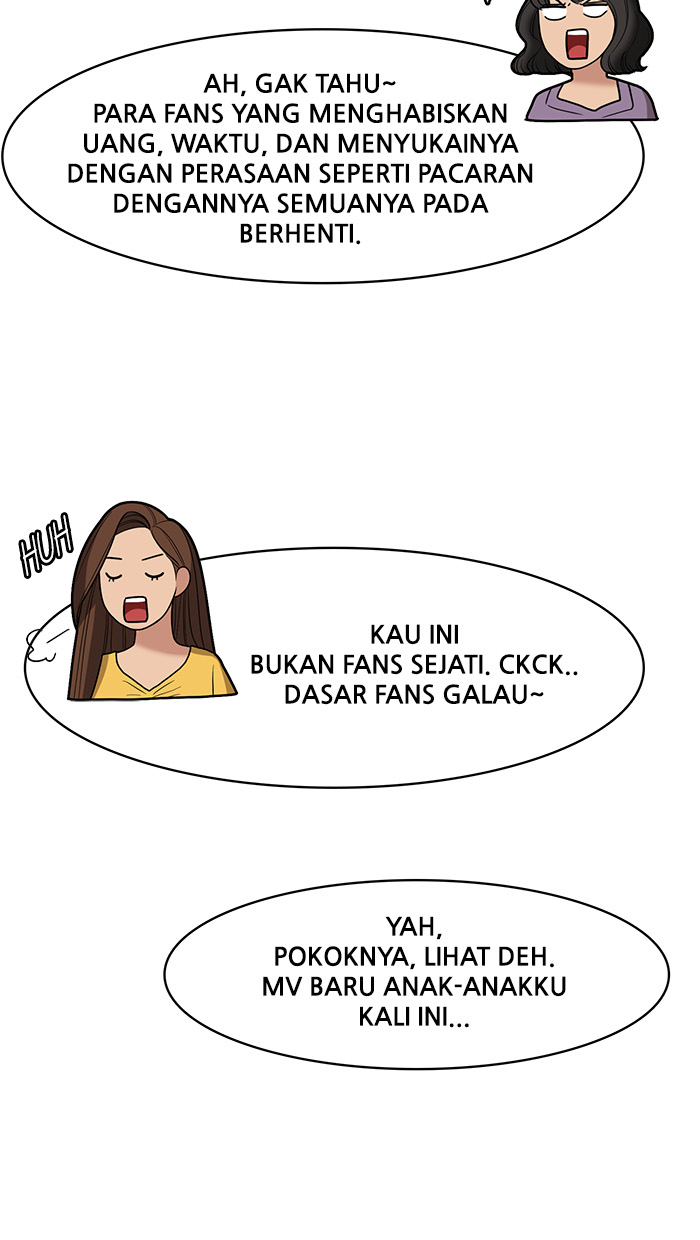 AH, GAK TAHU~
PARA FANS YANG MENGHABISKAN
UANG, WAKTU, DAN MENYUKAINYA
DENGAN PERASAAN SEPERTI PACARAN
DENGANNYA SEMUANYA PADA
BERHENTI.
HUH
KAU INI
BUKAN FANS SEJATI. CKCK..
DASAR FANS GALAU~
YAH,
POKOKNYA, LIHAT DEH.
MV BARU ANAK-ANAKKU
KALI INI...